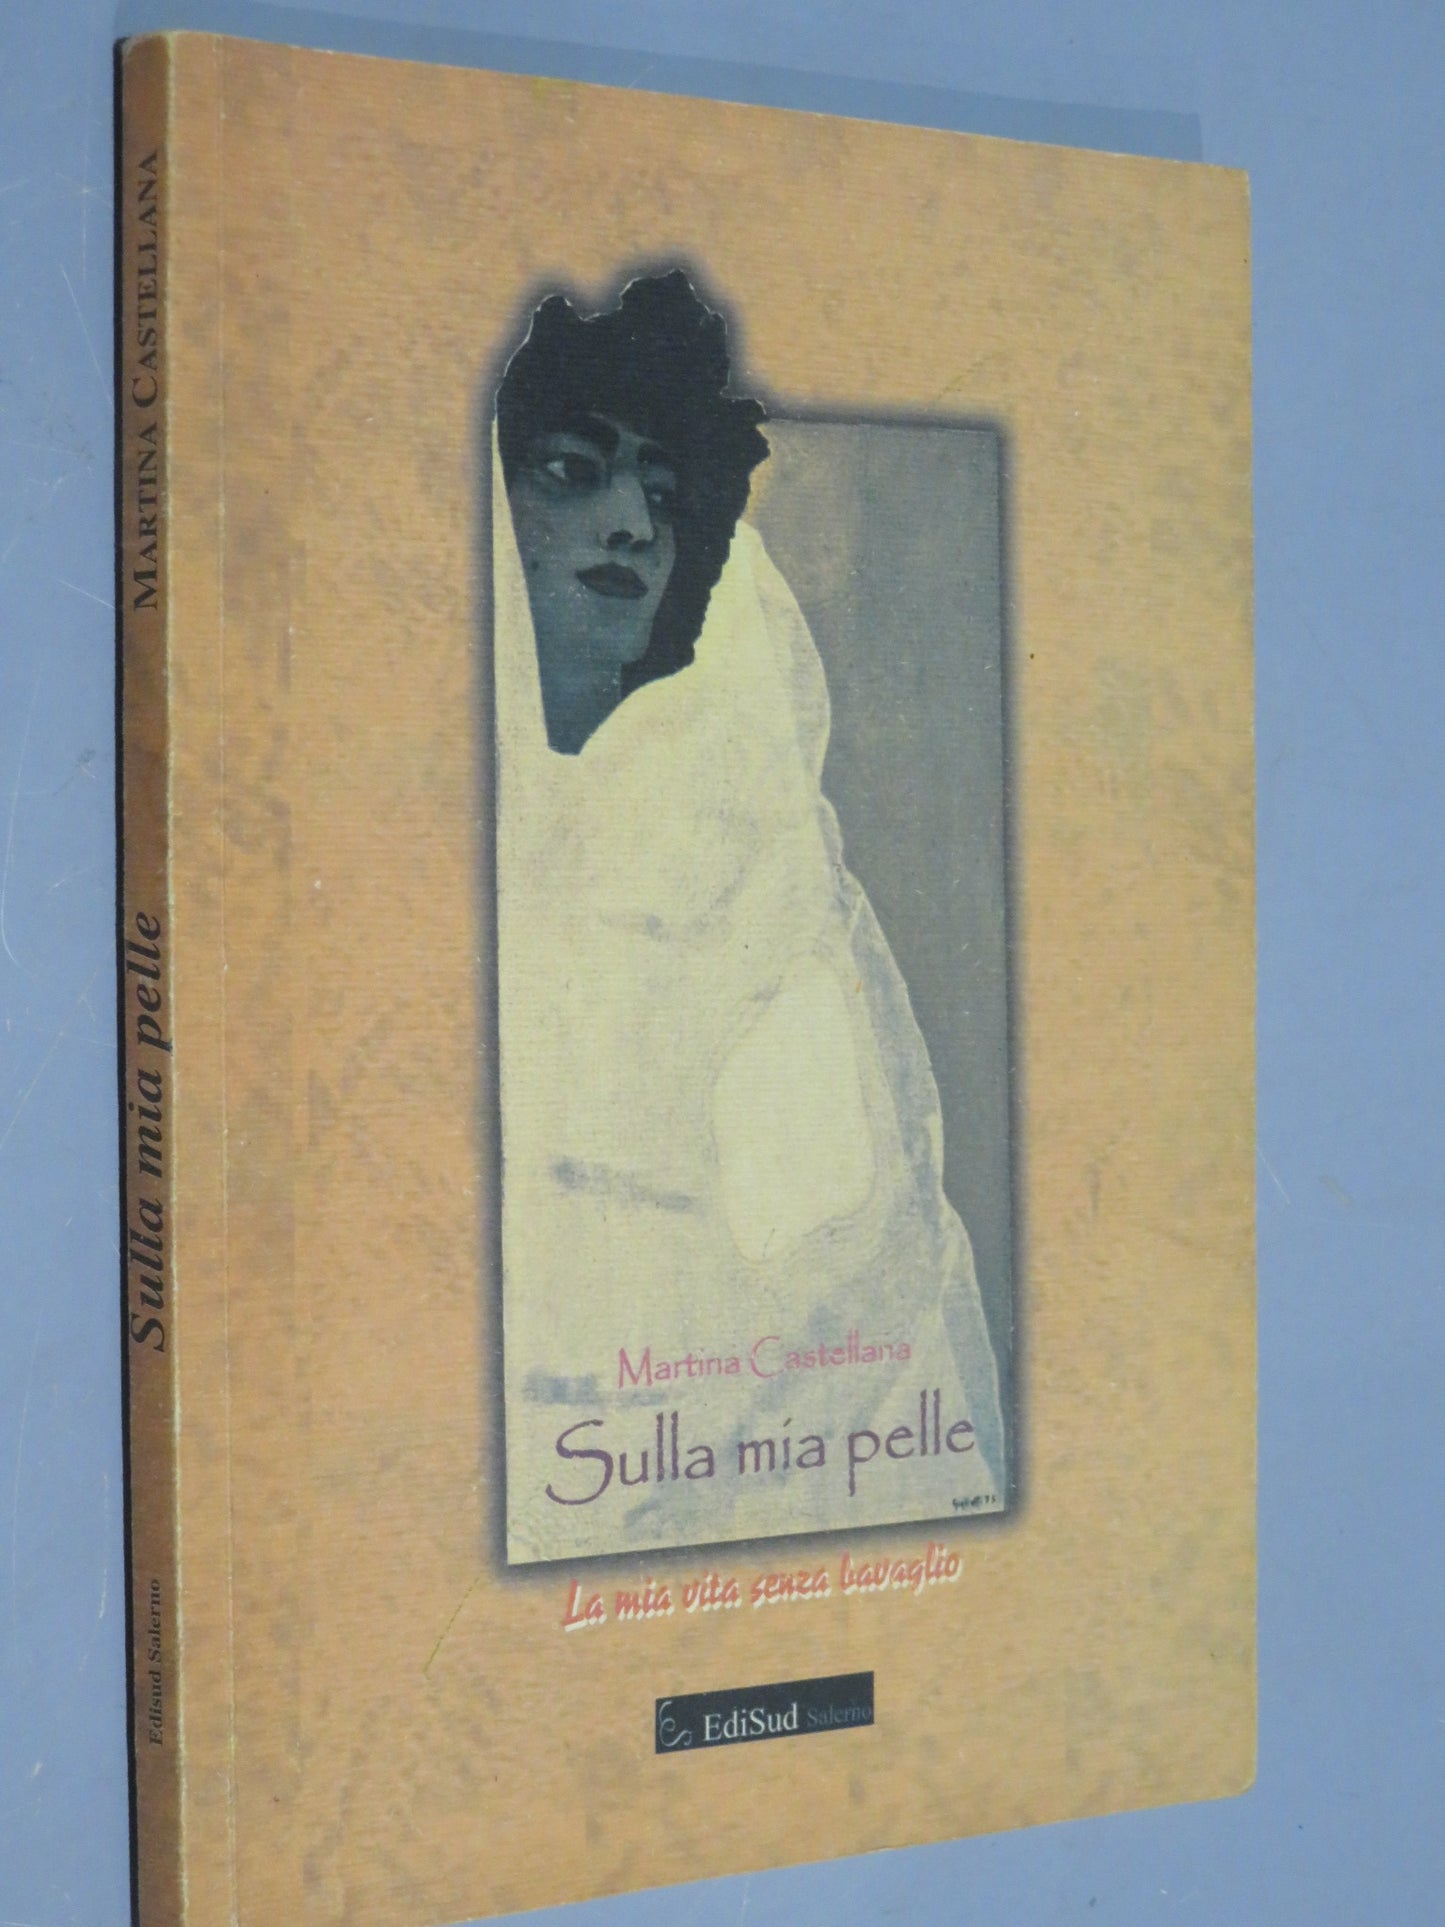 MARTINA CASTELLANA
Sulla mia pelle
Edisud Salerno
Martina Castellana
Sulla mia pelle
La mia vita senza bavaglio
EdiSud Salerno